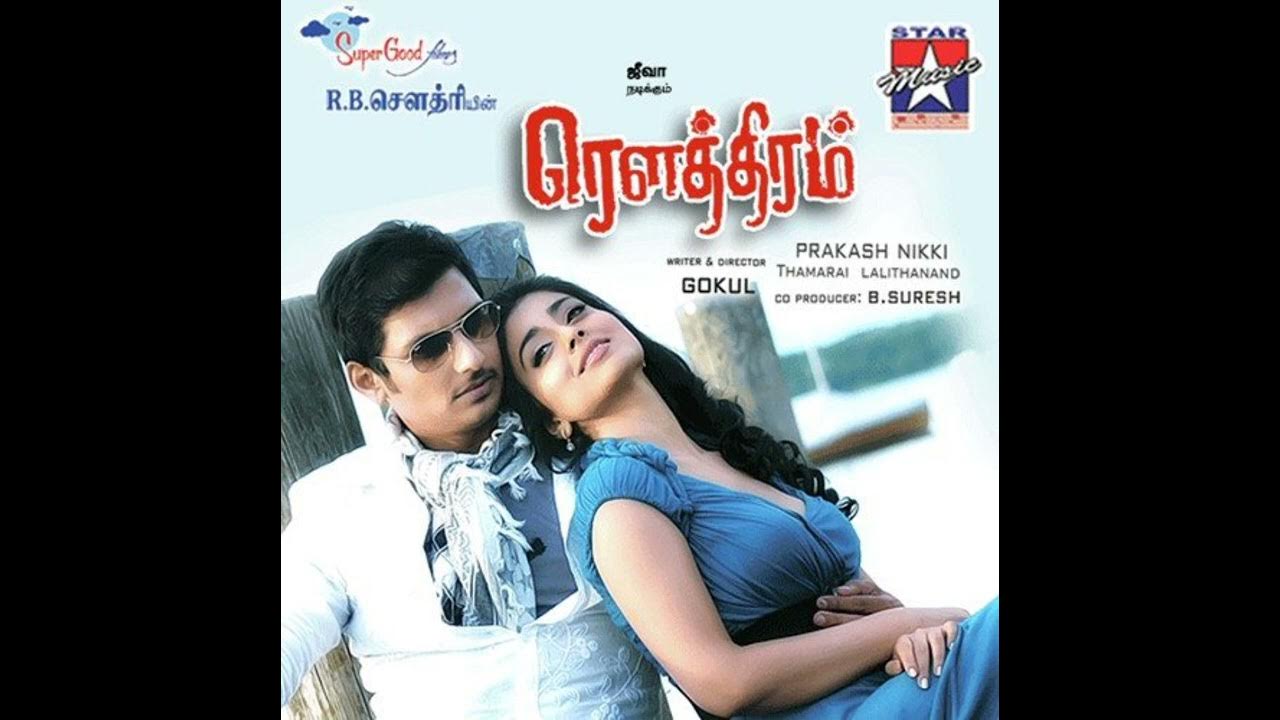 Super Good films
R.B.சௌத்ரியின்
STAR
Music
ஜீவா
நடிக்கும்
ரௌத்திரம்
WRITER & DIRECTOR
GOKUL
PRAKASH NIKKI
THAMARAI LALITHANAND
CO PRODUCER: B.SURESH